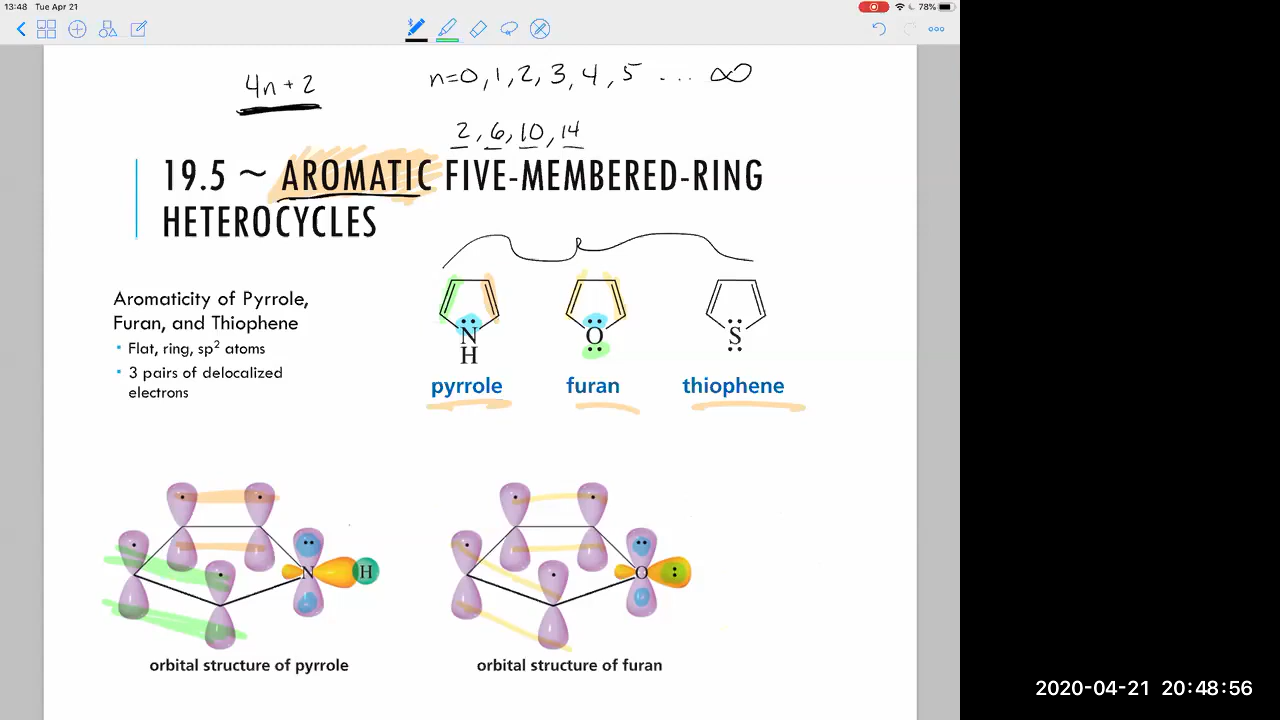 13:48 Tue Apr 21
78%
4n+2
n=0,1,2,3,4,5 ... ∞
2,6,10,14
19.5 ~ AROMATIC FIVE-MEMBERED-RING
HETEROCYCLES
Aromaticity of Pyrrole,
Furan, and Thiophene
• Flat, ring, sp² atoms
• 3 pairs of delocalized
electrons
N O S
H
pyrrole furan thiophene
N H O
orbital structure of pyrrole orbital structure of furan
2020-04-21 20:48:56